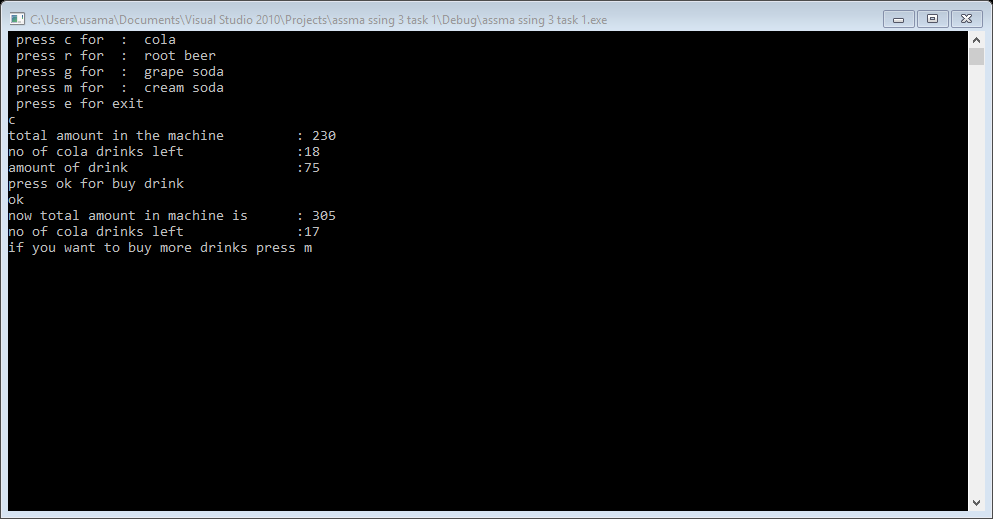 C:\Users\usama\Documents\Visual Studio 2010\Projects\assma ssing 3 task 1\Debug\assma ssing 3 task 1.exe
press c for  :  cola
press r for  :  root beer
press g for  :  grape soda
press m for  :  cream soda
press e for exit
c
total amount in the machine         : 230
no of cola drinks left              :18
amount of drink                     :75
press ok for buy drink
ok
now total amount in machine is      : 305
no of cola drinks left              :17
if you want to buy more drinks press m